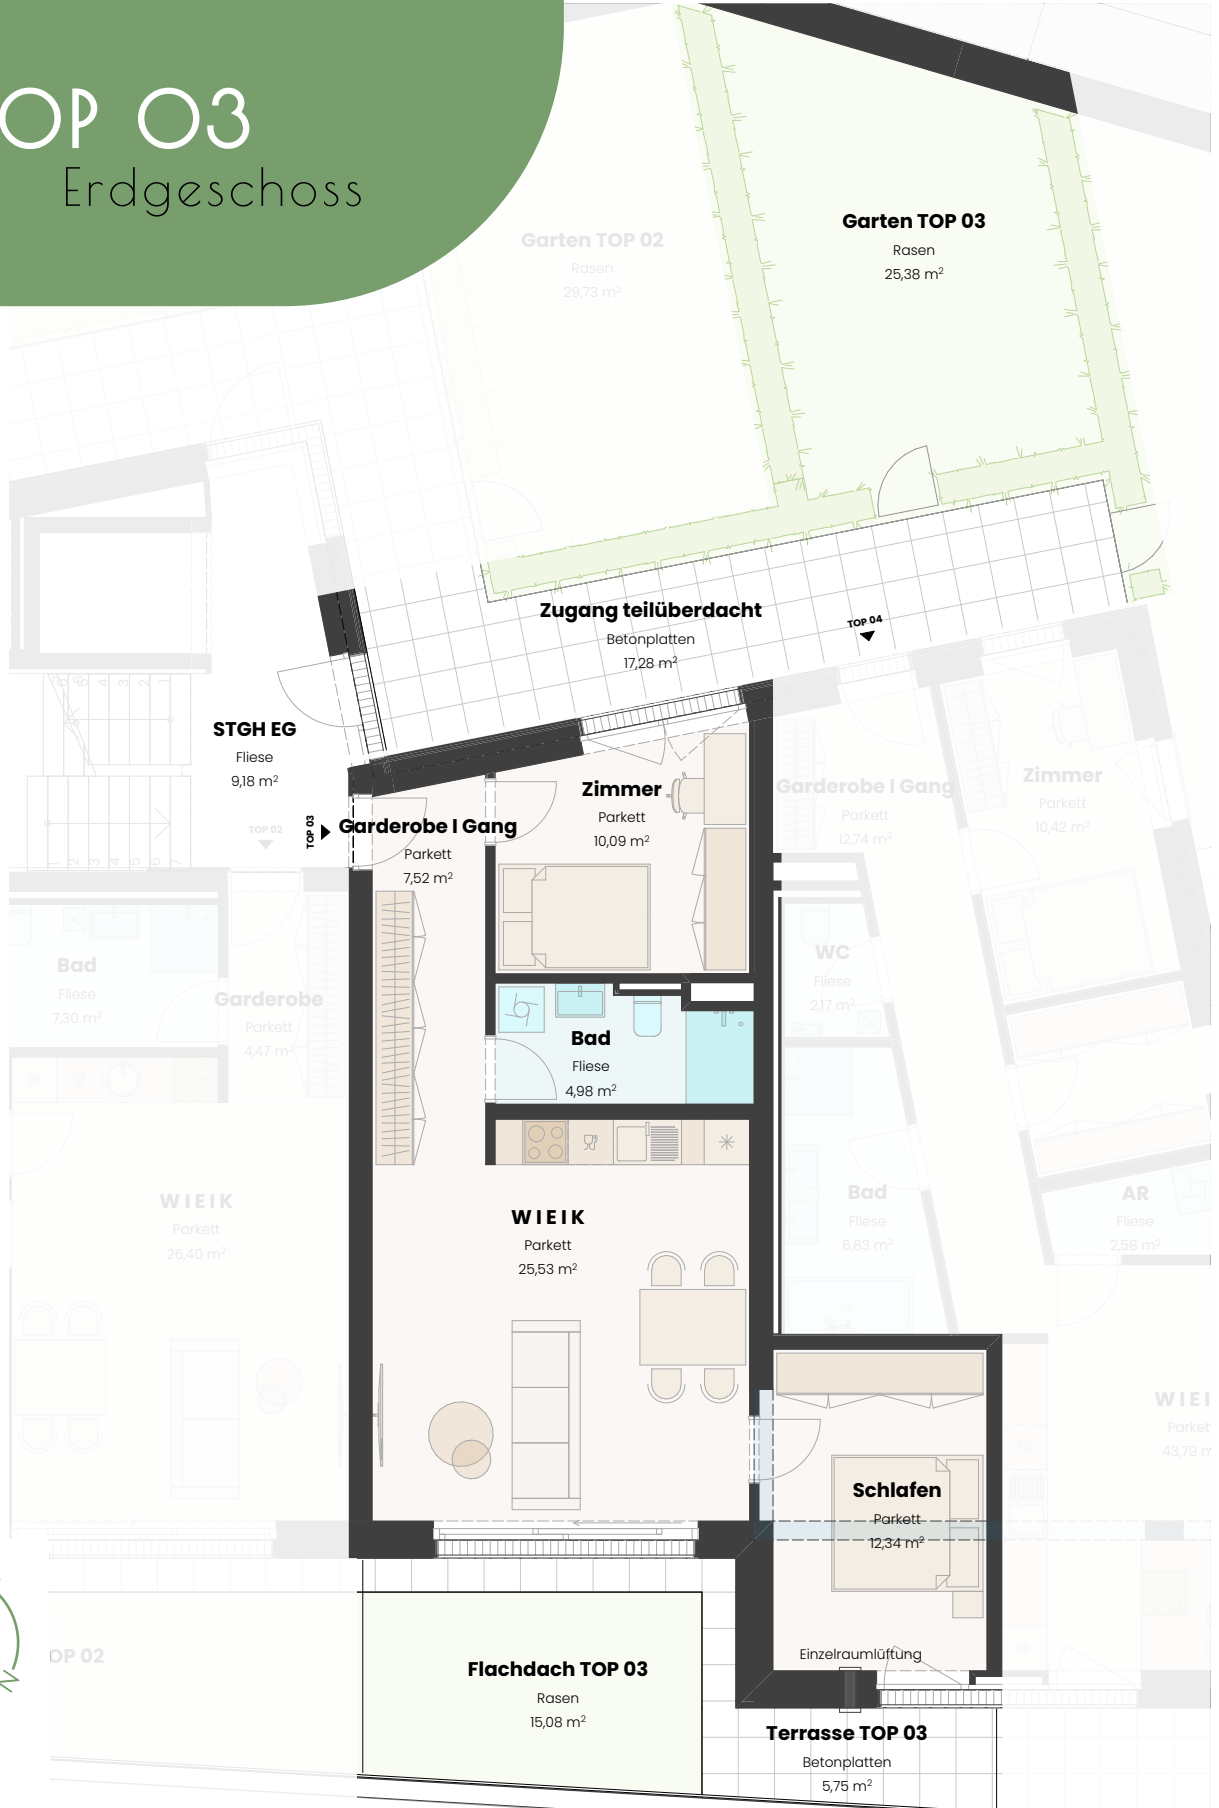 OP 03
Erdgeschoss
Garten TOP 02
Rasen
29,73 m²
Garten TOP 03
Rasen
25,38 m²
Zugang teilüberdacht
Betonplatten
17,28 m²
TOP 04
STGH EG
Fliese
9,18 m²
TOP 02
TOP 03
Garderobe I Gang
Parkett
7,52 m²
Zimmer
Parkett
10,09 m²
Garderobe I Gang
Parkett
12,74 m²
Zimmer
Parkett
10,42 m²
Bad
Fliese
7,30 m²
Garderobe
Parkett
4,47 m²
Bad
Fliese
4,98 m²
WC
Fliese
2,17 m²
WIEIK
Parkett
26,40 m²
WIEIK
Parkett
25,53 m²
Bad
Fliese
6,83 m²
AR
Fliese
2,58 m²
WIEI
Parket
43,79 m
Schlafen
Parkett
12,34 m²
Einzelraumlüftung
OP 02
N
Flachdach TOP 03
Rasen
15,08 m²
Terrasse TOP 03
Betonplatten
5,75 m²